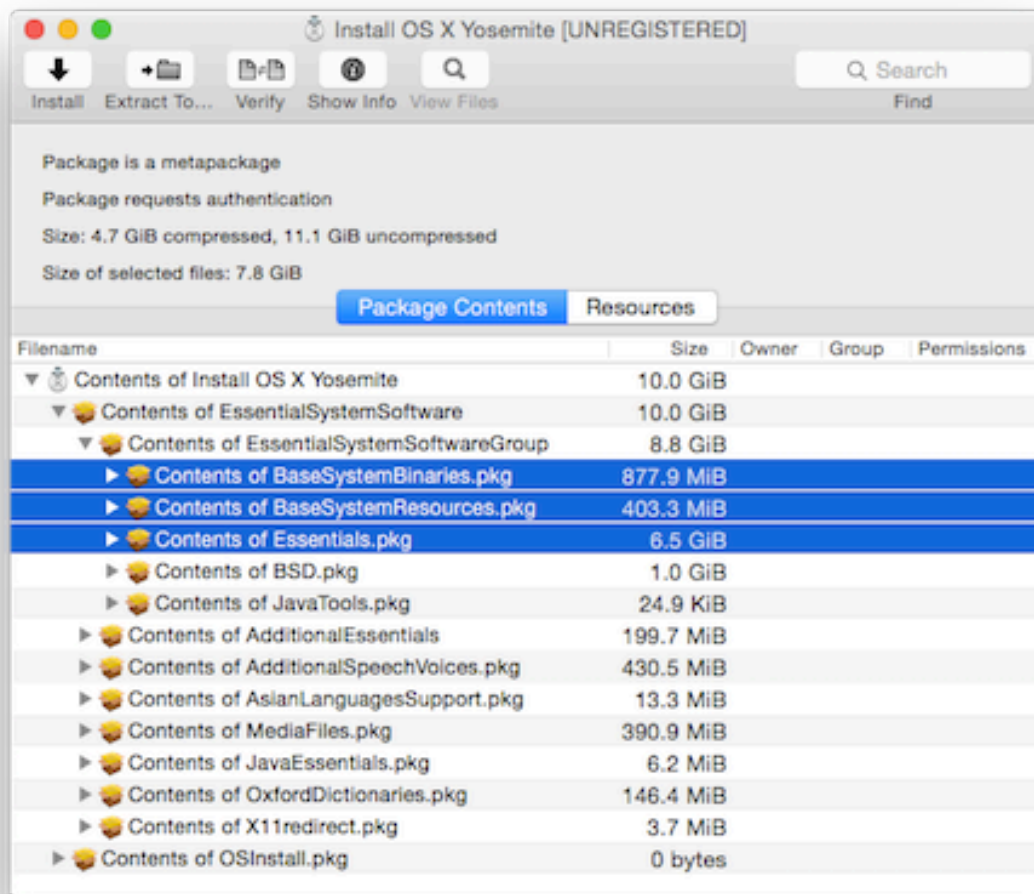 Install OS X Yosemite [UNREGISTERED]
Install Extract To... Verify Show Info View Files Search Find
Package is a metapackage
Package requests authentication
Size: 4.7 GiB compressed, 11.1 GiB uncompressed
Size of selected files: 7.8 GiB
Package Contents Resources
Filename Size Owner Group Permissions
Contents of Install OS X Yosemite 10.0 GiB
Contents of EssentialSystemSoftware 10.0 GiB
Contents of EssentialSystemSoftwareGroup 8.8 GiB
Contents of BaseSystemBinaries.pkg 877.9 MiB
Contents of BaseSystemResources.pkg 403.3 MiB
Contents of Essentials.pkg 6.5 GiB
Contents of BSD.pkg 1.0 GiB
Contents of JavaTools.pkg 24.9 KiB
Contents of AdditionalEssentials 199.7 MiB
Contents of AdditionalSpeechVoices.pkg 430.5 MiB
Contents of AsianLanguagesSupport.pkg 13.3 MiB
Contents of MediaFiles.pkg 390.9 MiB
Contents of JavaEssentials.pkg 6.2 MiB
Contents of OxfordDictionaries.pkg 146.4 MiB
Contents of X11redirect.pkg 3.7 MiB
Contents of OSInstall.pkg 0 bytes